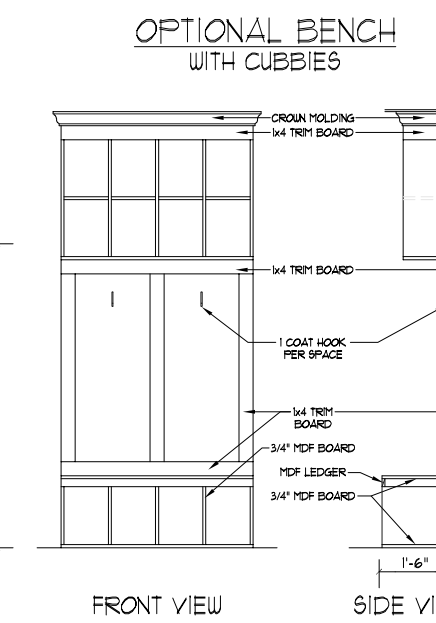 OPTIONAL BENCH
WITH CUBBIES
CROWN MOLDING
1x4 TRIM BOARD
1x4 TRIM BOARD
1 COAT HOOK
PER SPACE
1x4 TRIM
BOARD
3/4" MDF BOARD
MDF LEDGER
3/4" MDF BOARD
1'-6"
FRONT VIEW
SIDE VI